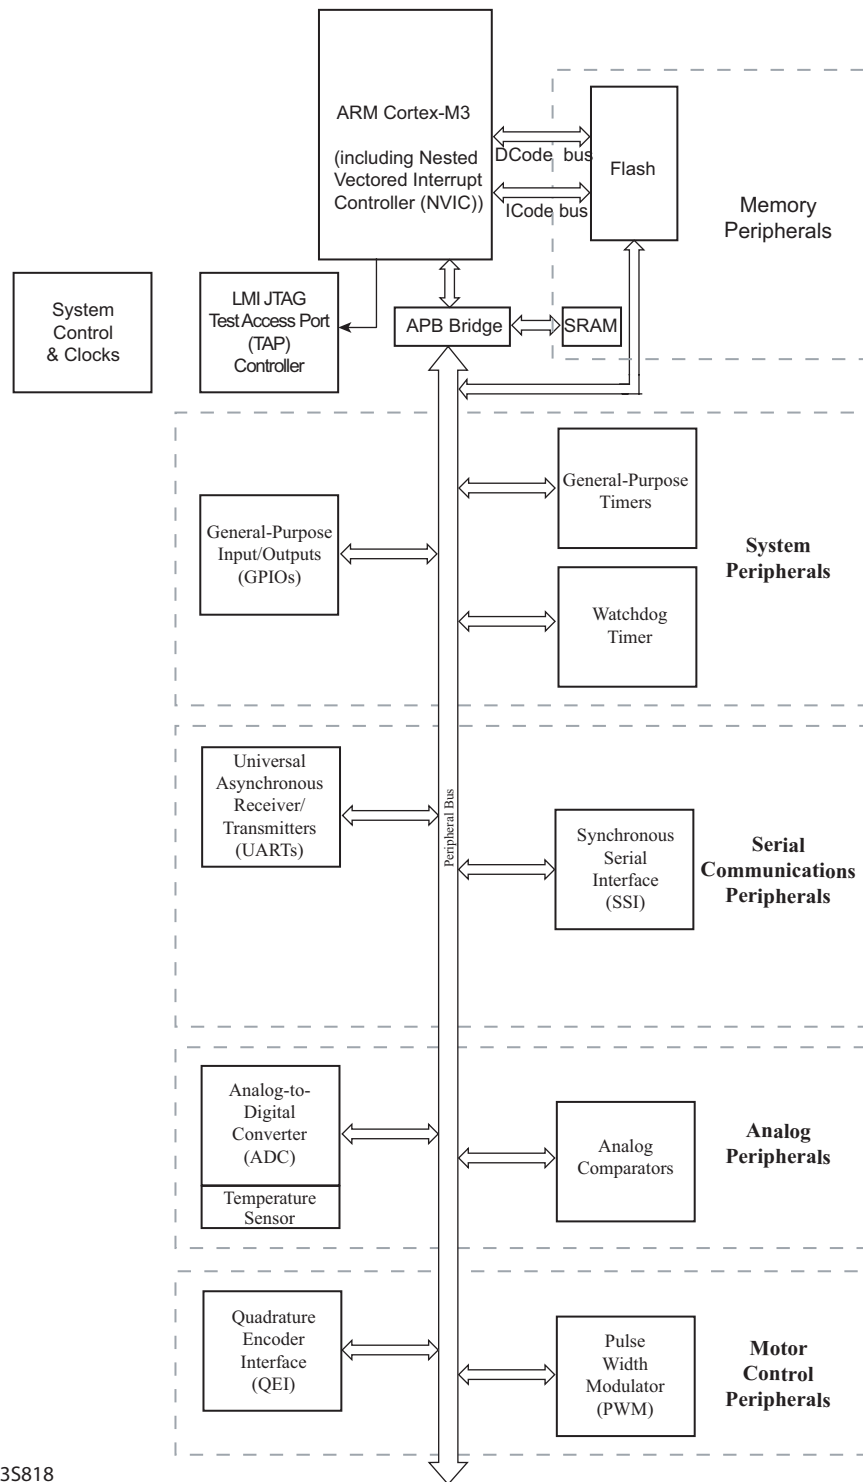 ARM Cortex-M3
(including Nested
Vectored Interrupt
Controller (NVIC))
DCode bus
ICode bus
Flash
Memory
Peripherals
System
Control
& Clocks
LMI JTAG
Test Access Port
(TAP)
Controller
APB Bridge
SRAM
General-Purpose
Timers
General-Purpose
Input/Outputs
(GPIOs)
System
Peripherals
Watchdog
Timer
Universal
Asynchronous
Receiver/
Transmitters
(UARTs)
Peripheral Bus
Synchronous
Serial
Interface
(SSI)
Serial
Communications
Peripherals
Analog-to-
Digital
Converter
(ADC)
Temperature
Sensor
Analog
Comparators
Analog
Peripherals
Quadrature
Encoder
Interface
(QEI)
Pulse
Width
Modulator
(PWM)
Motor
Control
Peripherals
3S818